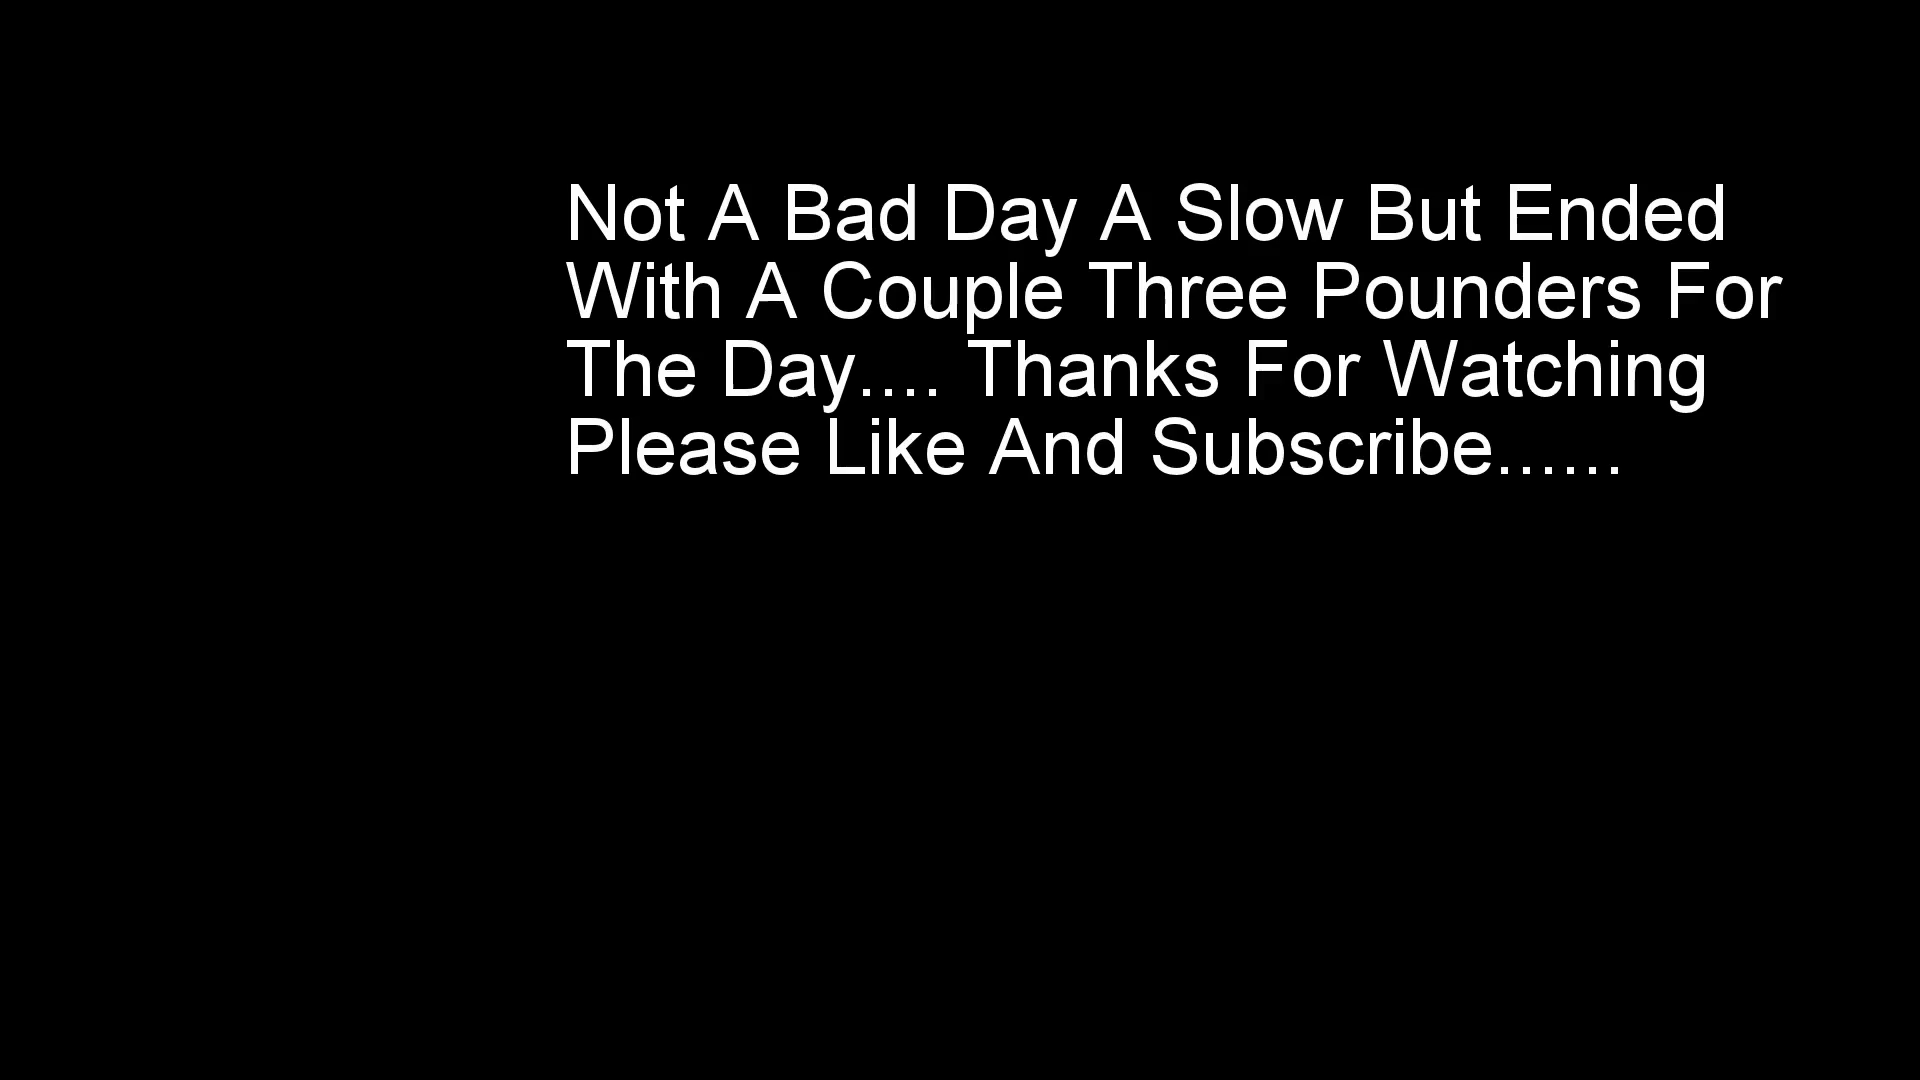 Not A Bad Day A Slow But Ended
With A Couple Three Pounders For
The Day.... Thanks For Watching
Please Like And Subscribe......